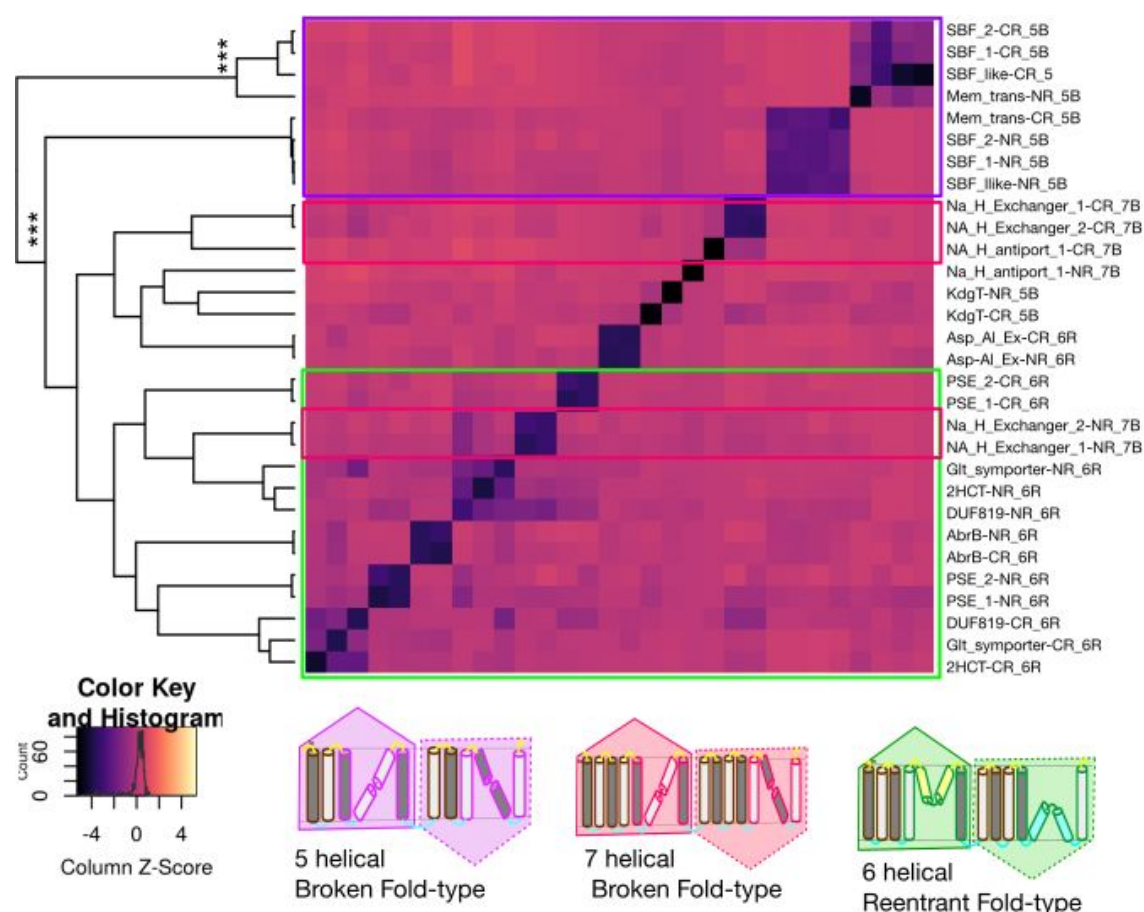 ***
***
SBF_2-CR_5B
SBF_1-CR_5B
SBF_like-CR_5
Mem_trans-NR_5B
Mem_trans-CR_5B
SBF_2-NR_5B
SBF_1-NR_5B
SBF_llike-NR_5B
Na_H_Exchanger_1-CR_7B
NA_H_Exchanger_2-CR_7B
NA_H_antiport_1-CR_7B
Na_H_antiport_1-NR_7B
KdgT-NR_5B
KdgT-CR_5B
Asp_Al_Ex-CR_6R
Asp-Al_Ex-NR_6R
PSE_2-CR_6R
PSE_1-CR_6R
Na_H_Exchanger_2-NR_7B
NA_H_Exchanger_1-NR_7B
Glt_symporter-NR_6R
2HCT-NR_6R
DUF819-NR_6R
AbrB-NR_6R
AbrB-CR_6R
PSE_2-NR_6R
PSE_1-NR_6R
DUF819-CR_6R
Glt_symporter-CR_6R
2HCT-CR_6R
Color Key
and Histogram
Count
0 60
-4 0 4
Column Z-Score
5 helical
Broken Fold-type
7 helical
Broken Fold-type
6 helical
Reentrant Fold-type